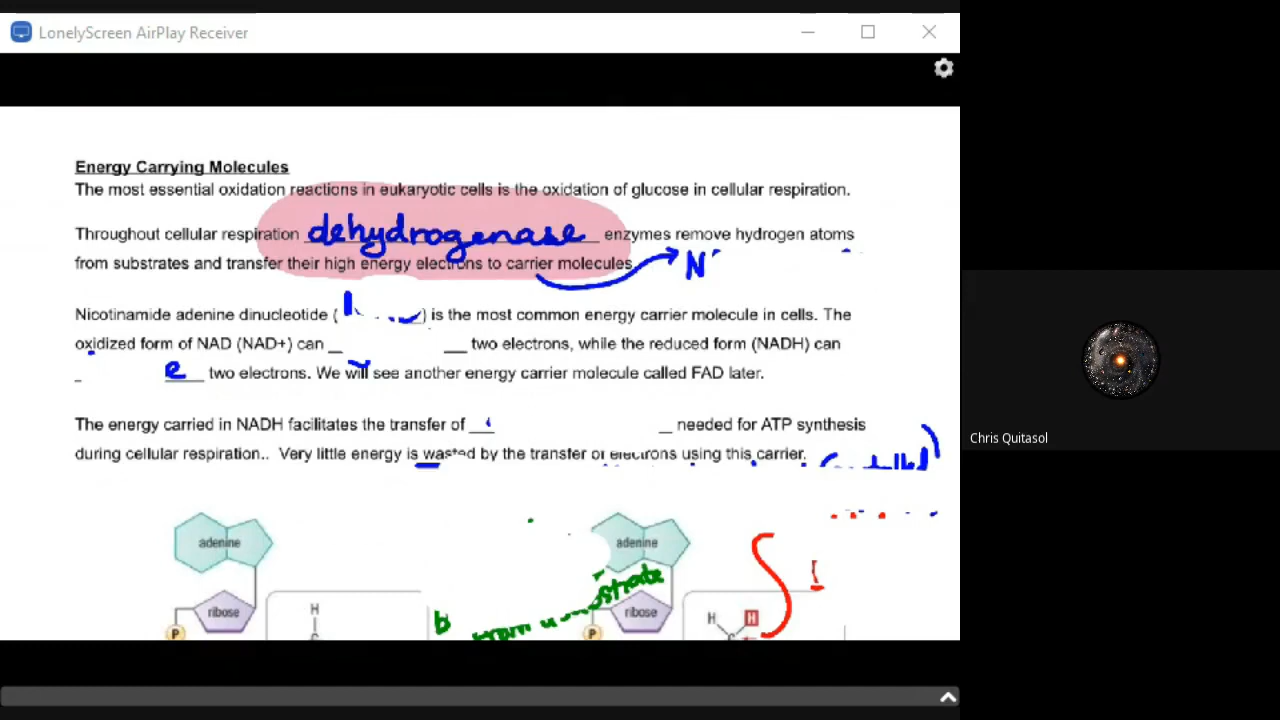 LonelyScreen AirPlay Receiver
Energy Carrying Molecules
The most essential oxidation reactions in eukaryotic cells is the oxidation of glucose in cellular respiration.
Throughout cellular respiration dehydrogenase enzymes remove hydrogen atoms
from substrates and transfer their high energy electrons to carrier molecules.
N
Nicotinamide adenine dinucleotide ( ) is the most common energy carrier molecule in cells. The
oxidized form of NAD (NAD+) can __ __ two electrons, while the reduced form (NADH) can
e two electrons. We will see another energy carrier molecule called FAD later.
The energy carried in NADH facilitates the transfer of __ __ needed for ATP synthesis
during cellular respiration.. Very little energy is wasted by the transfer of electrons using this carrier.
adenine adenine
strate
ribose H ribose H H
P C b from P
Chris Quitasol